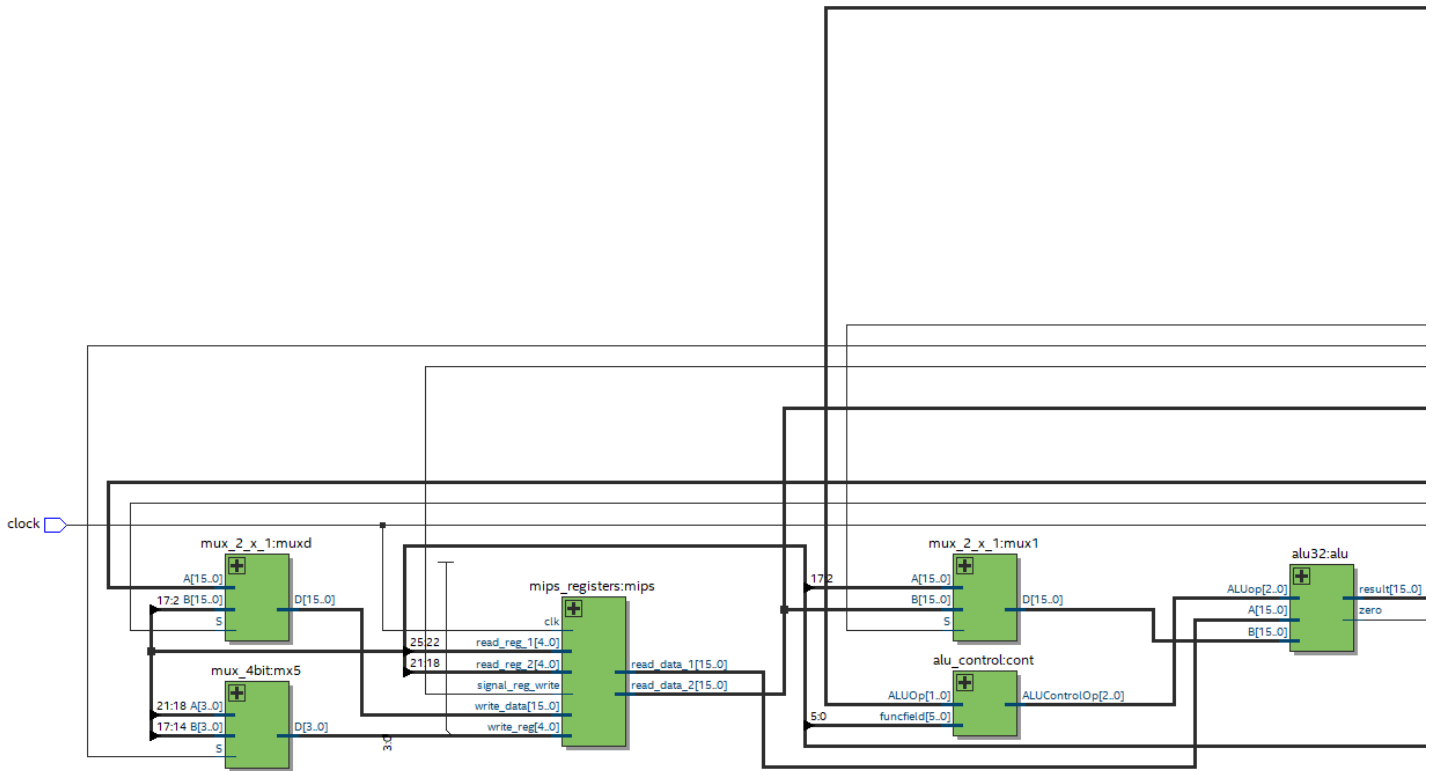 clock
mux_2_x_1:muxd
A[15..0]
17:2 B[15..0]
S
D[15..0]
mux_4bit:mx5
21:18 A[3..0]
17:14 B[3..0]
S
D[3..0]
3:0
mips_registers:mips
clk
25:22 read_reg_1[4..0]
21:18 read_reg_2[4..0]
signal_reg_write
write_data[15..0]
write_reg[4..0]
read_data_1[15..0]
read_data_2[15..0]
mux_2_x_1:mux1
17:2 A[15..0]
B[15..0]
S
D[15..0]
alu_control:cont
ALUOp[1..0]
5:0 funcfield[5..0]
ALUControlOp[2..0]
alu32:alu
ALUop[2..0]
A[15..0]
B[15..0]
result[15..0]
zero